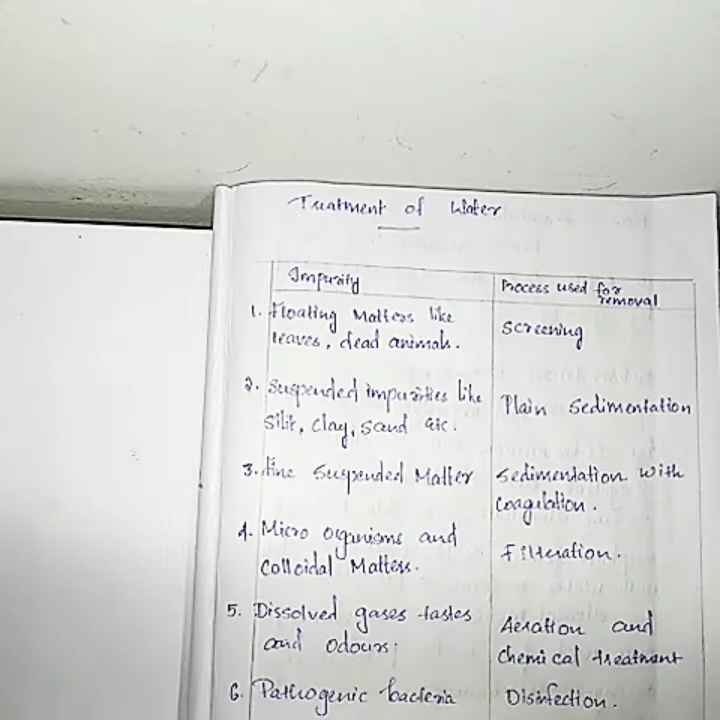 Treatment of Water
Impurity
Process used for
removal
1. Floating Matters like
leaves, dead animals.
Screening
2. Suspended impurities like
Silt, clay, sand etc.
Plain Sedimentation
3. Fine Suspended Matter
Sedimentation with
Coagulation.
4. Micro organisms and
Colloidal Matters.
Filteration.
5. Dissolved gases tastes
and odours.
Aeration and
Chemical treatment
6. Pathogenic bacteria
Disinfection.